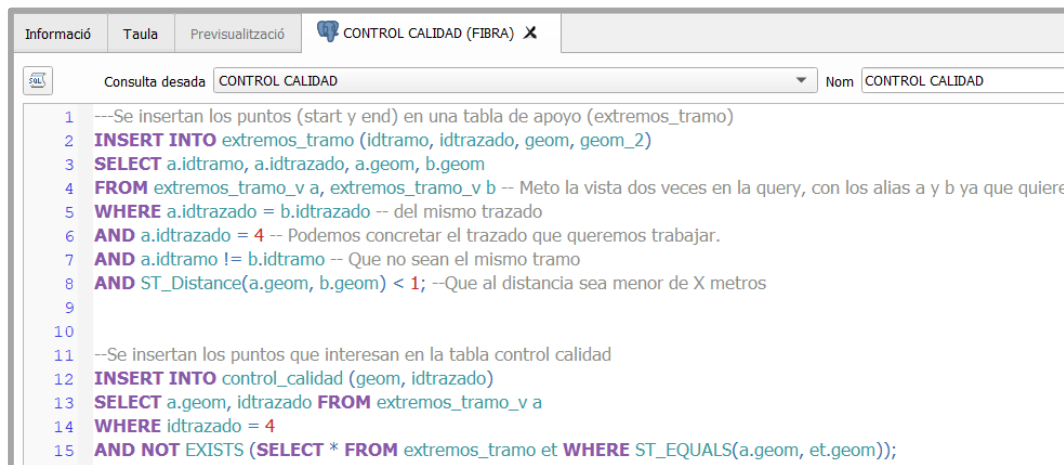 Informació Taula Previsualització CONTROL CALIDAD (FIBRA) X
SQL Consulta desada CONTROL CALIDAD Nom CONTROL CALIDAD
1 ---Se insertan los puntos (start y end) en una tabla de apoyo (extremos_tramo)
2 INSERT INTO extremos_tramo (idtramo, idtrazado, geom, geom_2)
3 SELECT a.idtramo, a.idtrazado, a.geom, b.geom
4 FROM extremos_tramo_v a, extremos_tramo_v b -- Meto la vista dos veces en la query, con los alias a y b ya que quiere
5 WHERE a.idtrazado = b.idtrazado -- del mismo trazado
6 AND a.idtrazado = 4 -- Podemos concretar el trazado que queremos trabajar.
7 AND a.idtramo != b.idtramo -- Que no sean el mismo tramo
8 AND ST_Distance(a.geom, b.geom) < 1; --Que al distancia sea menor de X metros
9
10
11 --Se insertan los puntos que interesan en la tabla control calidad
12 INSERT INTO control_calidad (geom, idtrazado)
13 SELECT a.geom, idtrazado FROM extremos_tramo_v a
14 WHERE idtrazado = 4
15 AND NOT EXISTS (SELECT * FROM extremos_tramo et WHERE ST_EQUALS(a.geom, et.geom));